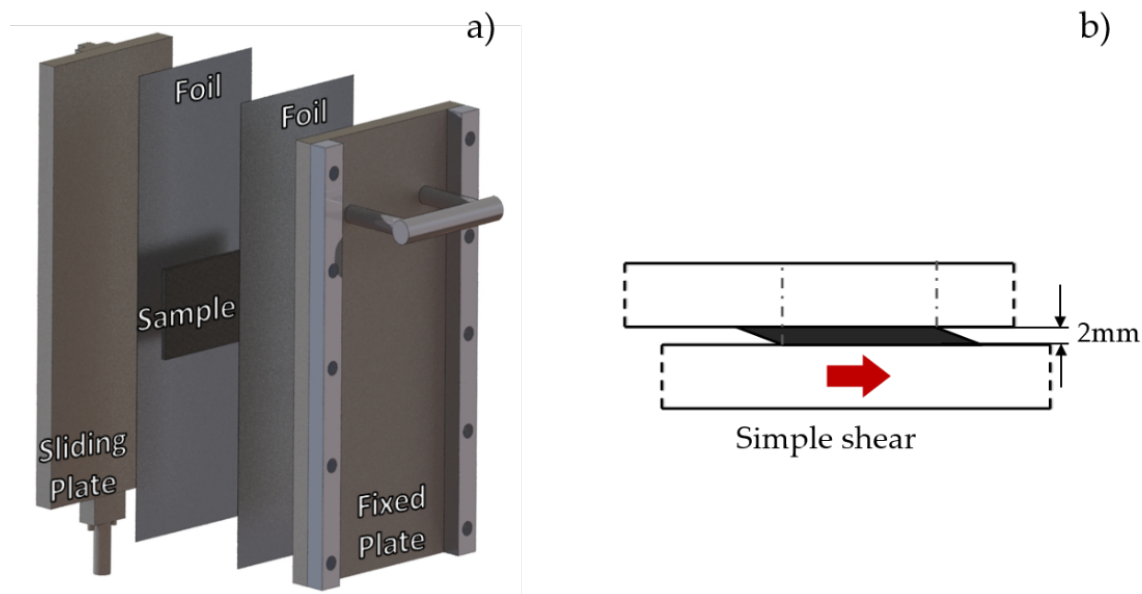 a)
Foil
Foil
Sample
Sliding
Plate
Fixed
Plate
b)
2mm
Simple shear